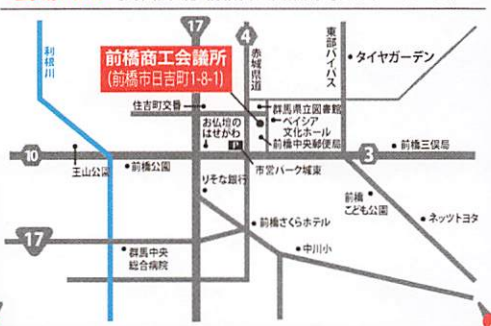 17
4
利根川
前橋商工会議所
(前橋市日吉町1-8-1)
赤城県道
東部バイパス
タイヤガーデン
住吉町交番
群馬県立図書館
ベイシア
文化ホール
前橋中央郵便局
お仏壇の
はせがわ
P
10
王山公園
前橋公園
りそな銀行
市営パーク城東
3
前橋三俣局
前橋
こども公園
ネッツトヨタ
前橋さくらホテル
17
群馬中央
総合病院
中川小